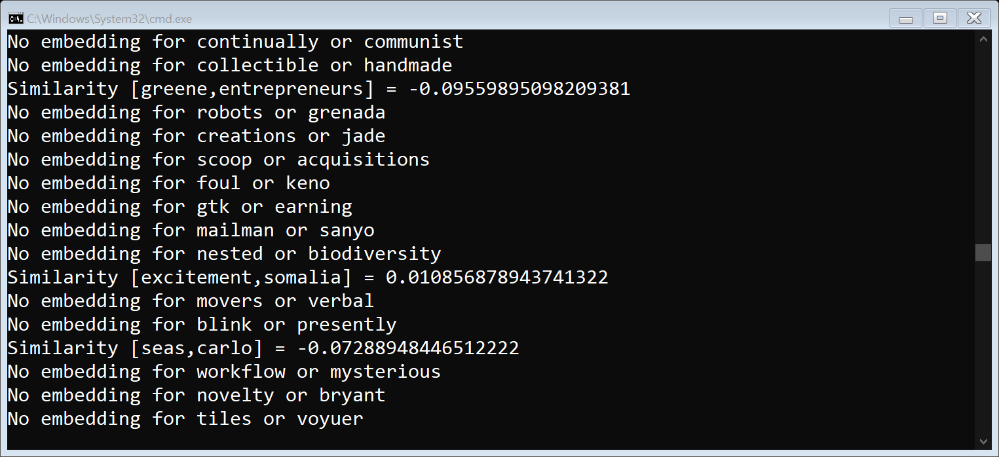 C:\Windows\System32\cmd.exe
No embedding for continually or communist
No embedding for collectible or handmade
Similarity [greene,entrepreneurs] = -0.09559895098209381
No embedding for robots or grenada
No embedding for creations or jade
No embedding for scoop or acquisitions
No embedding for foul or keno
No embedding for gtk or earning
No embedding for mailman or sanyo
No embedding for nested or biodiversity
Similarity [excitement,somalia] = 0.010856878943741322
No embedding for movers or verbal
No embedding for blink or presently
Similarity [seas,carlo] = -0.07288948446512222
No embedding for workflow or mysterious
No embedding for novelty or bryant
No embedding for tiles or voyuer